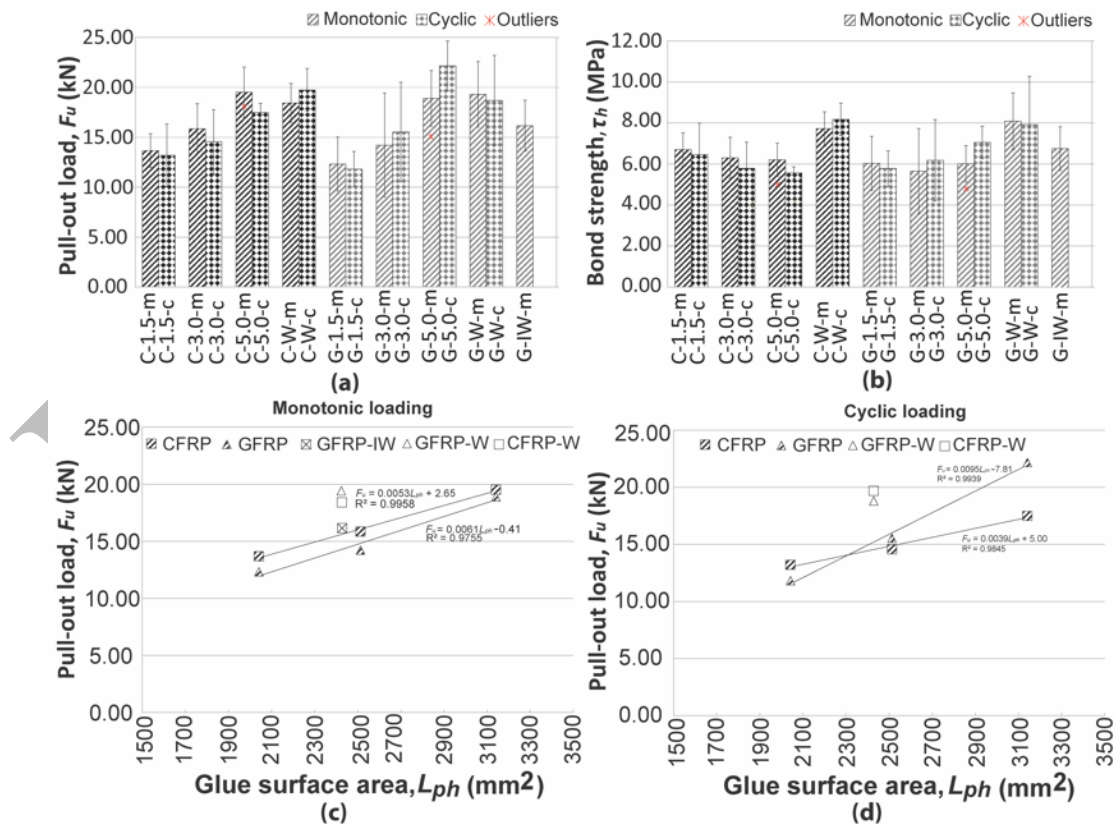 Monotonic Cyclic Outliers
25.00
20.00
15.00
10.00
5.00
0.00
Pull-out load, Fu (kN)
C-1.5-m
C-1.5-c
C-3.0-m
C-3.0-c
C-5.0-m
C-5.0-c
C-W-m
C-W-c
G-1.5-m
G-1.5-c
G-3.0-m
G-3.0-c
G-5.0-m
G-5.0-c
G-W-m
G-W-c
G-IW-m
(a)
Monotonic Cyclic Outliers
12.00
10.00
8.00
6.00
4.00
2.00
0.00
Bond strength, τh (MPa)
C-1.5-m
C-1.5-c
C-3.0-m
C-3.0-c
C-5.0-m
C-5.0-c
C-W-m
C-W-c
G-1.5-m
G-1.5-c
G-3.0-m
G-3.0-c
G-5.0-m
G-5.0-c
G-W-m
G-W-c
G-IW-m
(b)
Monotonic loading
CFRP GFRP GFRP-IW GFRP-W CFRP-W
25.00
20.00
15.00
10.00
5.00
0.00
Pull-out load, Fu (kN)
Fu = 0.0053Lph + 2.65
R² = 0.9958
Fu = 0.0061Lph −0.41
R² = 0.9755
1500
1700
1900
2100
2300
2500
2700
2900
3100
3300
3500
Glue surface area, Lph (mm2)
(c)
Cyclic loading
CFRP GFRP GFRP-W CFRP-W
25.00
20.00
15.00
10.00
5.00
0.00
Pull-out load, Fu (kN)
Fu = 0.0095Lph −7.81
R² = 0.9939
Fu = 0.0039Lph + 5.00
R² = 0.9845
1500
1700
1900
2100
2300
2500
2700
2900
3100
3300
3500
Glue surface area, Lph (mm2)
(d)